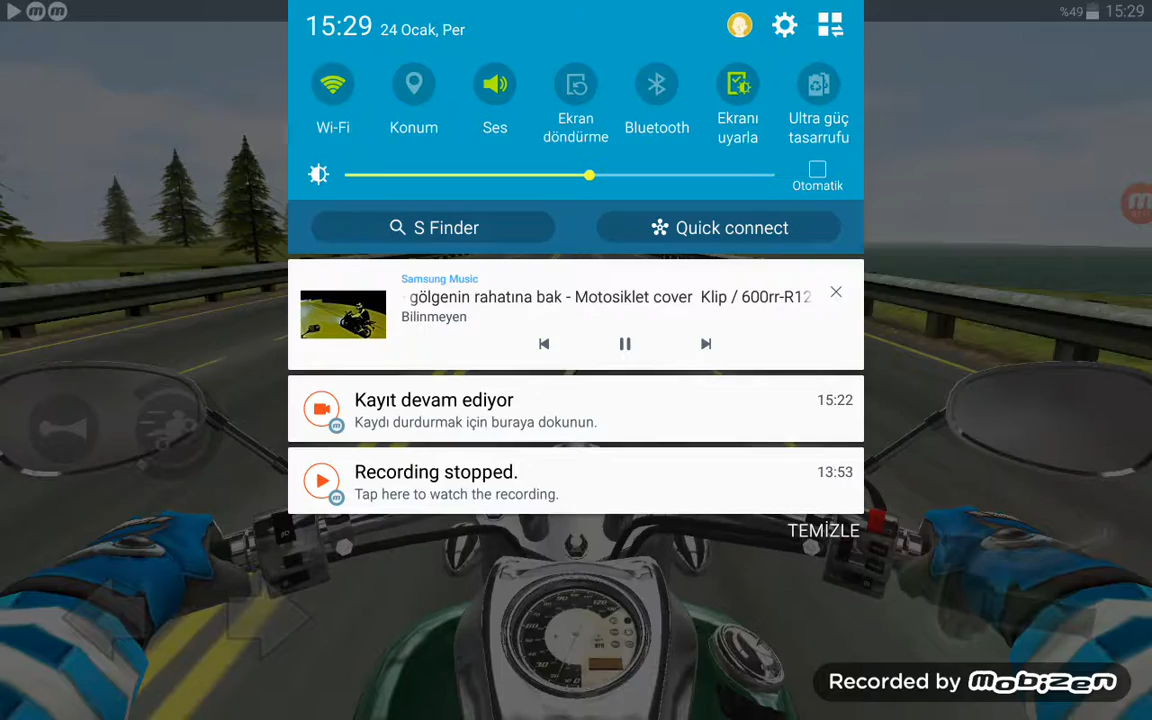 %49 15:29
15:29 24 Ocak, Per
Wi-Fi
Konum
Ses
Ekran
döndürme
Bluetooth
Ekranı
uyarla
Ultra güç
tasarrufu
Otomatik
S Finder
Quick connect
Samsung Music
gölgenin rahatına bak - Motosiklet cover Klip / 600rr-R12
Bilinmeyen
Kayıt devam ediyor 15:22
Kaydı durdurmak için buraya dokunun.
Recording stopped. 13:53
Tap here to watch the recording.
TEMİZLE
Recorded by mobizen